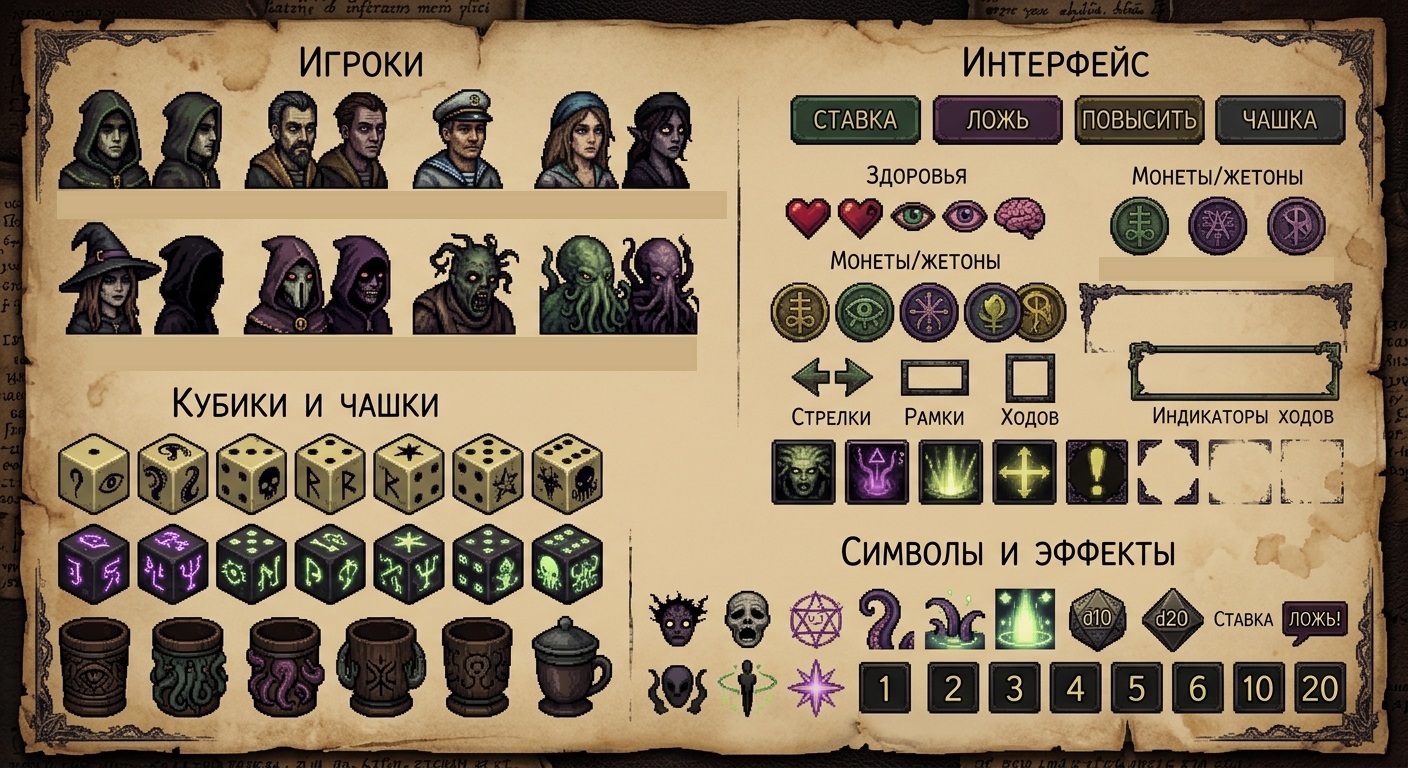 Игроки
Интерфейс
СТАВКА
ЛОЖЬ
ПОВЫСИТЬ
ЧАШКА
Здоровья
Монеты/жетоны
Монеты/жетоны
Стрелки
Рамки
Ходов
Индикаторы ходов
Кубики и чашки
Символы и эффекты
d10
d20
Ставка
ЛОЖЬ!
1
2
3
4
5
6
10
20